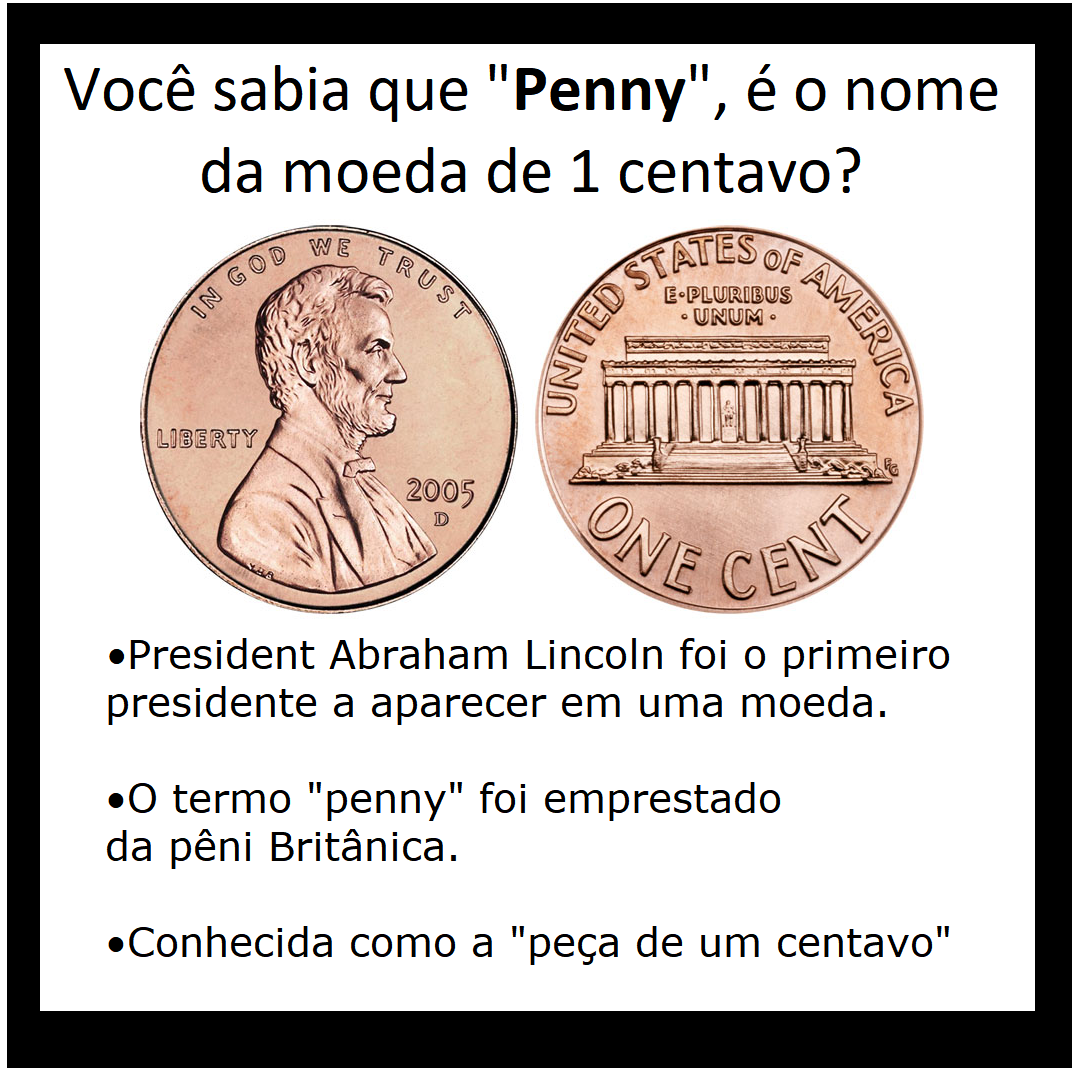 Você sabia que "Penny", é o nome
da moeda de 1 centavo?
IN GOD WE TRUST
LIBERTY
2005
D
VDB
UNITED STATES OF AMERICA
E·PLURIBUS
·UNUM·
FG
ONE CENT
•President Abraham Lincoln foi o primeiro
presidente a aparecer em uma moeda.
•O termo "penny" foi emprestado
da pêni Britânica.
•Conhecida como a "peça de um centavo"